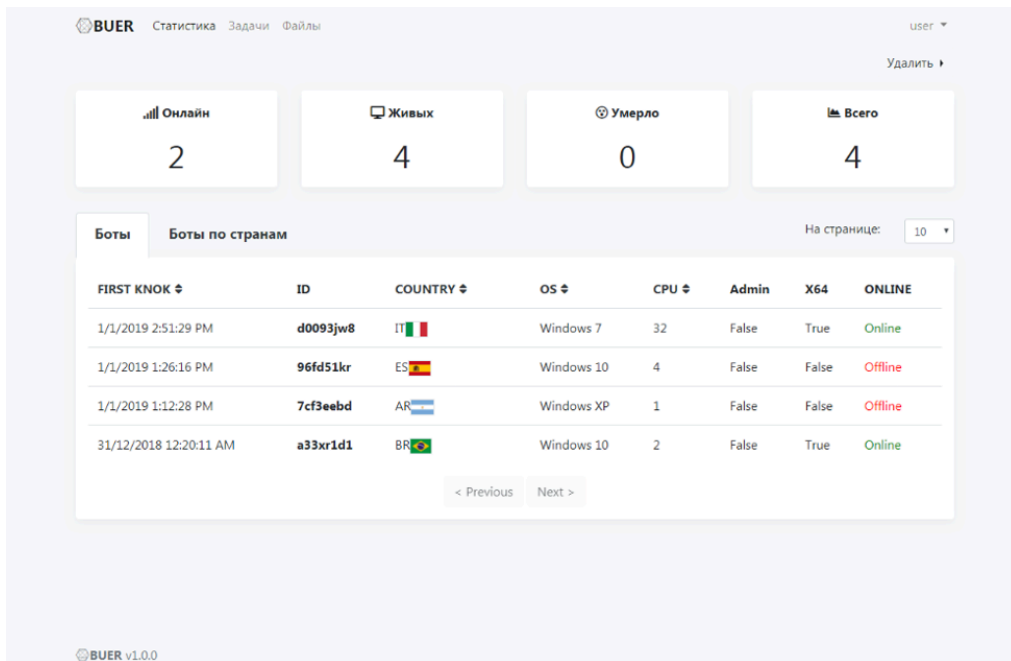 BUER Статистика Задачи Файлы user
Удалить
Онлайн Живых Умерло Всего
2 4 0 4
Боты Боты по странам На странице: 10
FIRST KNOK ID COUNTRY OS CPU Admin X64 ONLINE
1/1/2019 2:51:29 PM d0093jw8 IT Windows 7 32 False True Online
1/1/2019 1:26:16 PM 96fd51kr ES Windows 10 4 False False Offline
1/1/2019 1:12:28 PM 7cf3eebd AR Windows XP 1 False False Offline
31/12/2018 12:20:11 AM a33xr1d1 BR Windows 10 2 False True Online
< Previous Next >
BUER v1.0.0